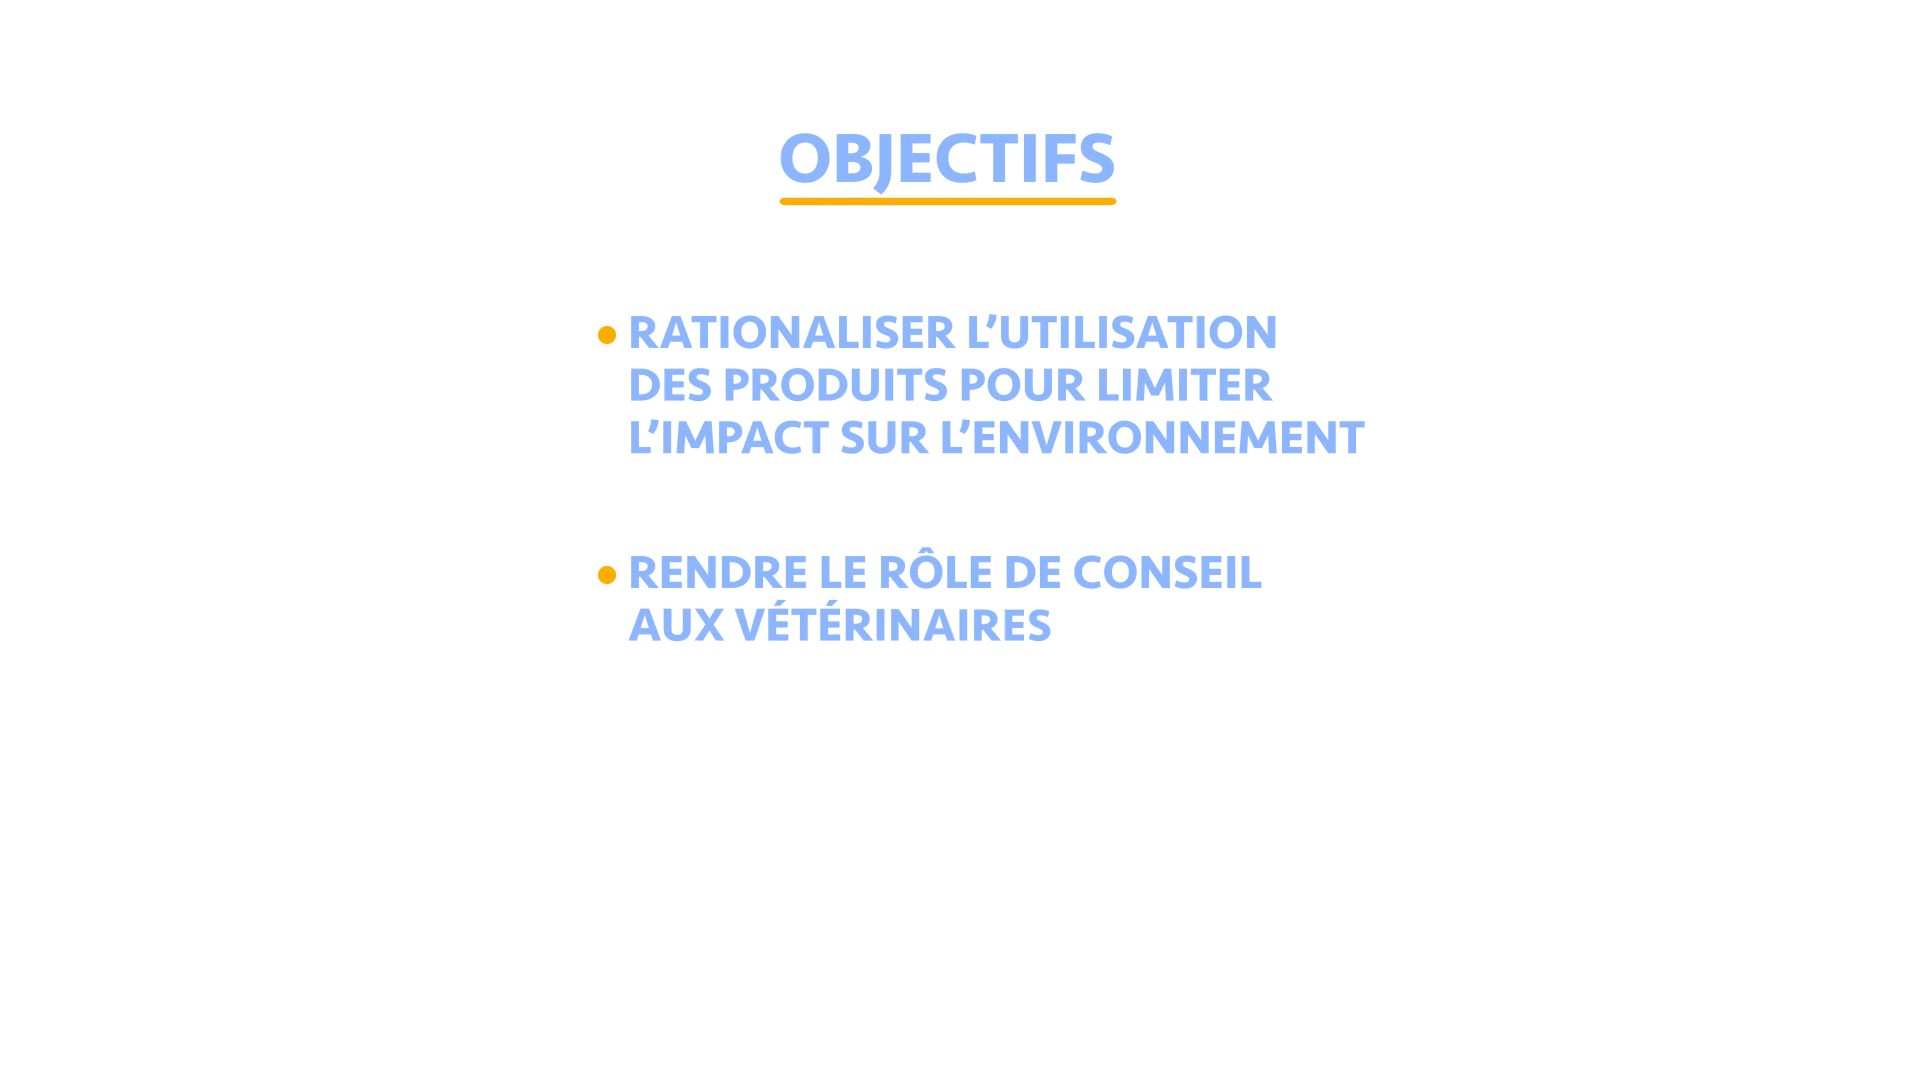 OBJECTIFS
• RATIONALISER L’UTILISATION
DES PRODUITS POUR LIMITER
L’IMPACT SUR L’ENVIRONNEMENT
• RENDRE LE RÔLE DE CONSEIL
AUX VÉTÉRINAIRES